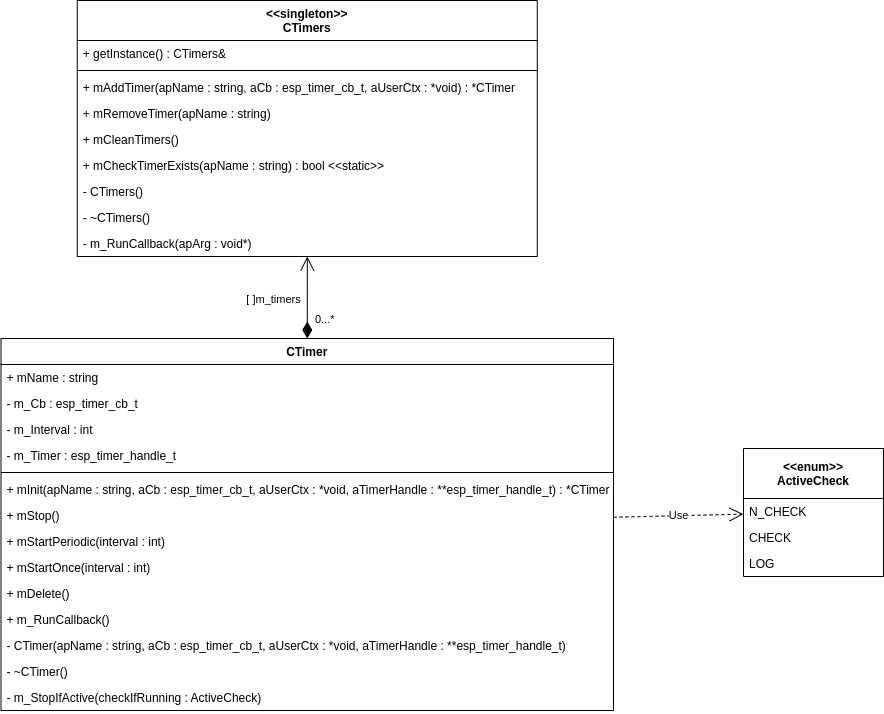 <<singleton>>
CTimers
+ getInstance() : CTimers&
+ mAddTimer(apName : string, aCb : esp_timer_cb_t, aUserCtx : *void) : *CTimer
+ mRemoveTimer(apName : string)
+ mCleanTimers()
+ mCheckTimerExists(apName : string) : bool <<static>>
- CTimers()
- ~CTimers()
- m_RunCallback(apArg : void*)
[ ]m_timers
0...*
CTimer
+ mName : string
- m_Cb : esp_timer_cb_t
- m_Interval : int
- m_Timer : esp_timer_handle_t
+ mInit(apName : string, aCb : esp_timer_cb_t, aUserCtx : *void, aTimerHandle : **esp_timer_handle_t) : *CTimer
+ mStop()
+ mStartPeriodic(interval : int)
+ mStartOnce(interval : int)
+ mDelete()
+ m_RunCallback()
- CTimer(apName : string, aCb : esp_timer_cb_t, aUserCtx : *void, aTimerHandle : **esp_timer_handle_t)
- ~CTimer()
- m_StopIfActive(checkIfRunning : ActiveCheck)
Use
<<enum>>
ActiveCheck
N_CHECK
CHECK
LOG